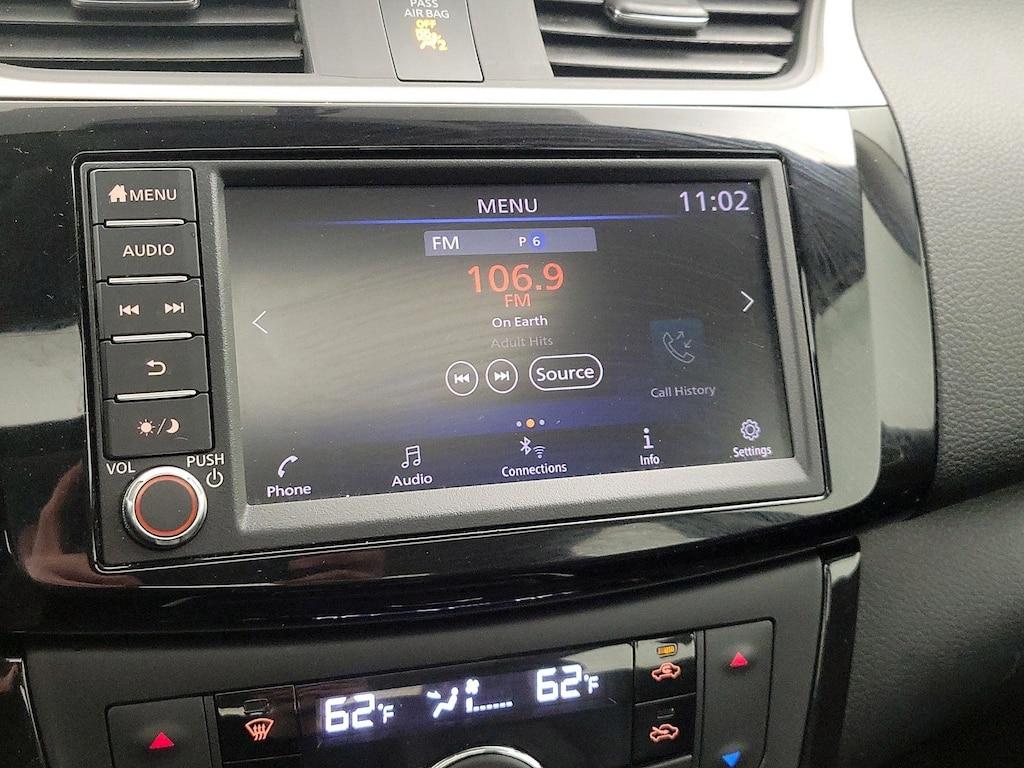 PASS
AIR BAG
OFF
2
MENU
AUDIO
VOL
PUSH
MENU
11:02
FM P 6
106.9
FM
On Earth
Adult Hits
Source
Call History
Phone
Audio
Connections
Info
Settings
62°F
62°F